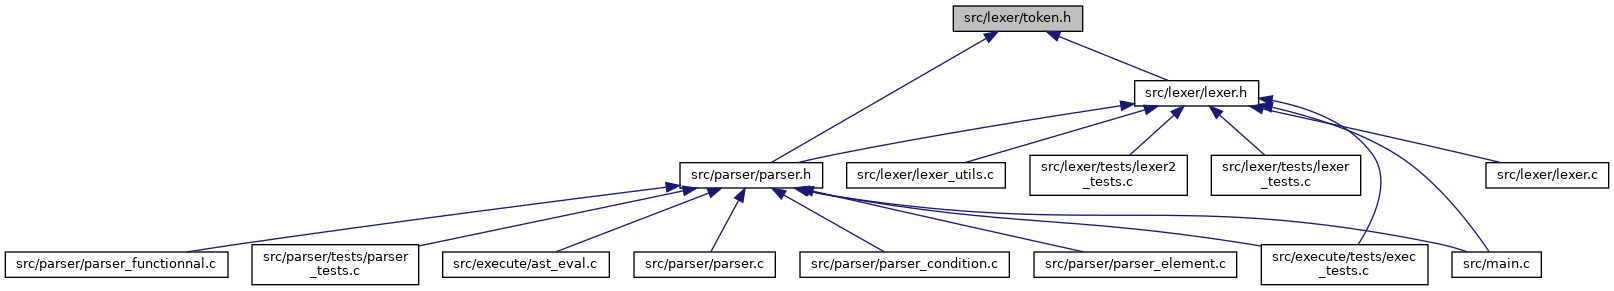 src/lexer/token.h
src/lexer/lexer.h
src/parser/parser.h
src/lexer/lexer_utils.c
src/lexer/tests/lexer2
_tests.c
src/lexer/tests/lexer
_tests.c
src/lexer/lexer.c
src/parser/parser_functionnal.c
src/parser/tests/parser
_tests.c
src/execute/ast_eval.c
src/parser/parser.c
src/parser/parser_condition.c
src/parser/parser_element.c
src/execute/tests/exec
_tests.c
src/main.c